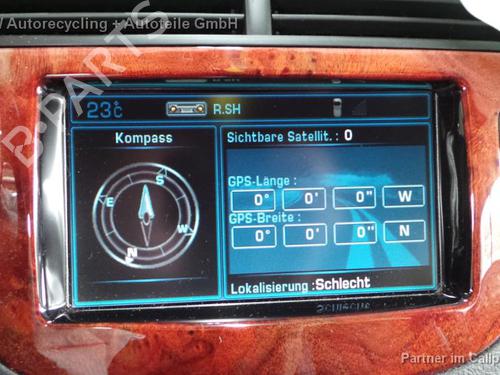 / Autorecycling + Autoteile GmbH
B-PARTS
23°C R.SH
Kompass
Sichtbare Satellit. : 0
S
E
W
N
GPS-Länge :
0° 0' 0" W
GPS-Breite :
0° 0' 0" N
Lokalisierung :Schlecht
Partner im Callp